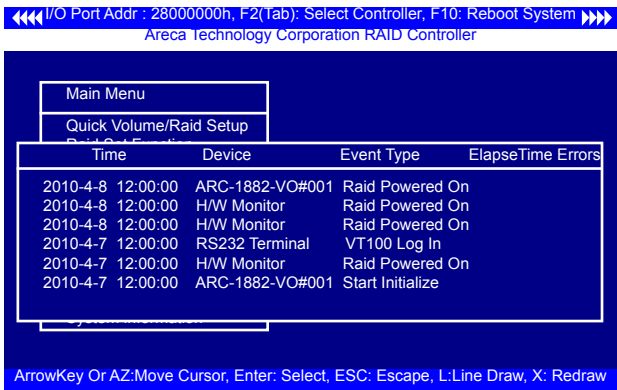 I/O Port Addr : 28000000h, F2(Tab): Select Controller, F10: Reboot System
Areca Technology Corporation RAID Controller
Main Menu
Quick Volume/Raid Setup
Raid Set Function
Time Device Event Type ElapseTime Errors
2010-4-8 12:00:00 ARC-1882-VO#001 Raid Powered On
2010-4-8 12:00:00 H/W Monitor Raid Powered On
2010-4-8 12:00:00 H/W Monitor Raid Powered On
2010-4-7 12:00:00 RS232 Terminal VT100 Log In
2010-4-7 12:00:00 H/W Monitor Raid Powered On
2010-4-7 12:00:00 ARC-1882-VO#001 Start Initialize
System Information
ArrowKey Or AZ:Move Cursor, Enter: Select, ESC: Escape, L:Line Draw, X: Redraw